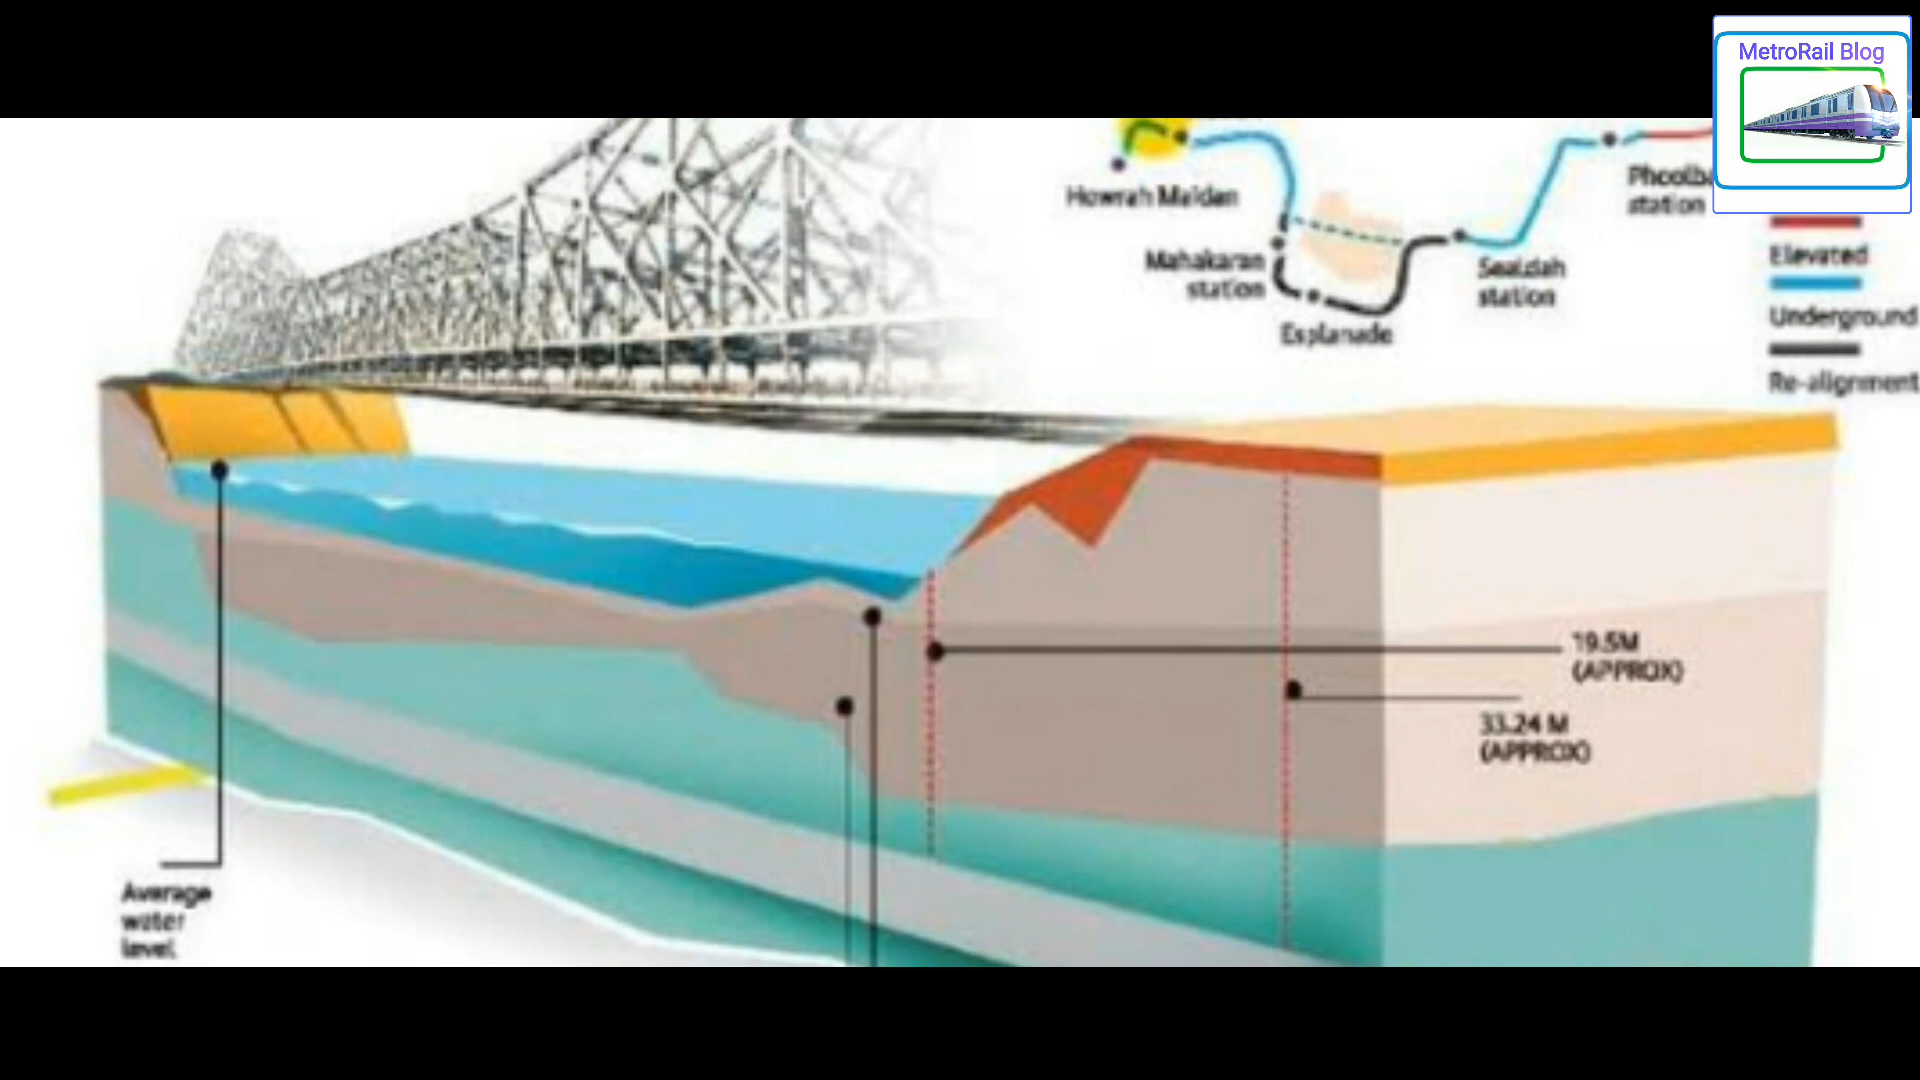 MetroRail Blog
Howrah Maidan
Phoolb
station
Mahakaran
station
Sealdah
station
Esplanade
Elevated
Underground
Re-alignment
19.5M
(APPROX)
33.24 M
(APPROX)
Average
water
level